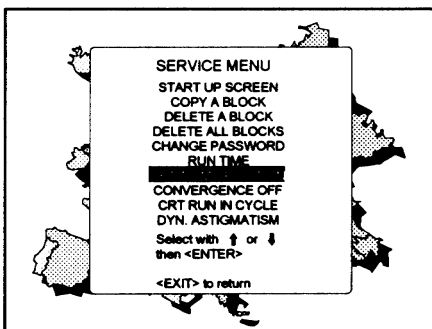 SERVICE MENU
START UP SCREEN
COPY A BLOCK
DELETE A BLOCK
DELETE ALL BLOCKS
CHANGE PASSWORD
RUN TIME
CONVERGENCE OFF
CRT RUN IN CYCLE
DYN. ASTIGMATISM
Select with ⬆ or ⬇
then <ENTER>
<EXIT> to return